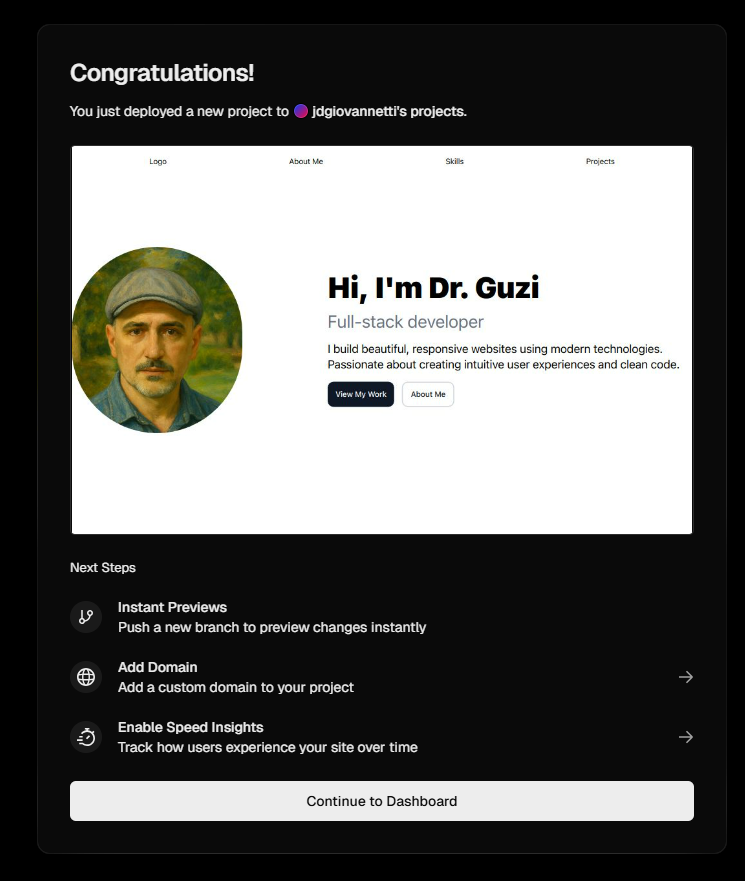 Congratulations!
You just deployed a new project to jdgiovannetti's projects.
Logo About Me Skills Projects
Hi, I'm Dr. Guzi
Full-stack developer
I build beautiful, responsive websites using modern technologies.
Passionate about creating intuitive user experiences and clean code.
View My Work About Me
Next Steps
Instant Previews
Push a new branch to preview changes instantly
Add Domain
Add a custom domain to your project
Enable Speed Insights
Track how users experience your site over time
Continue to Dashboard